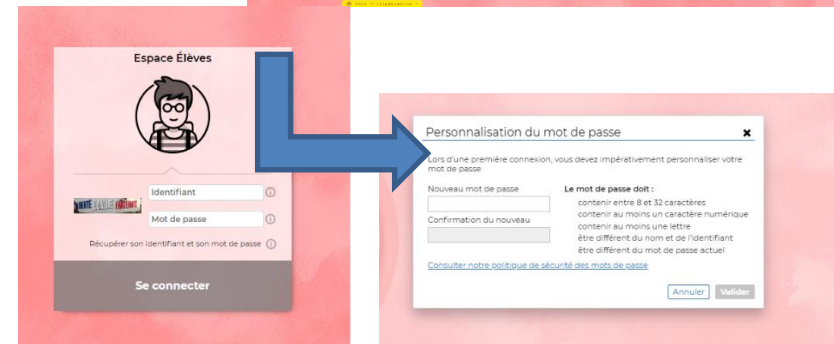 Espace Élèves
Identifiant
Mot de passe
Récupérer son identifiant et son mot de passe
Se connecter
Personnalisation du mot de passe
Lors d'une première connexion, vous devez impérativement personnaliser votre
mot de passe
Nouveau mot de passe
Le mot de passe doit :
contenir entre 8 et 32 caractères
contenir au moins un caractère numérique
Confirmation du nouveau
contenir au moins une lettre
être différent du nom et de l'identifiant
être différent du mot de passe actuel
Consulter notre politique de sécurité des mots de passe
Annuler
Valider